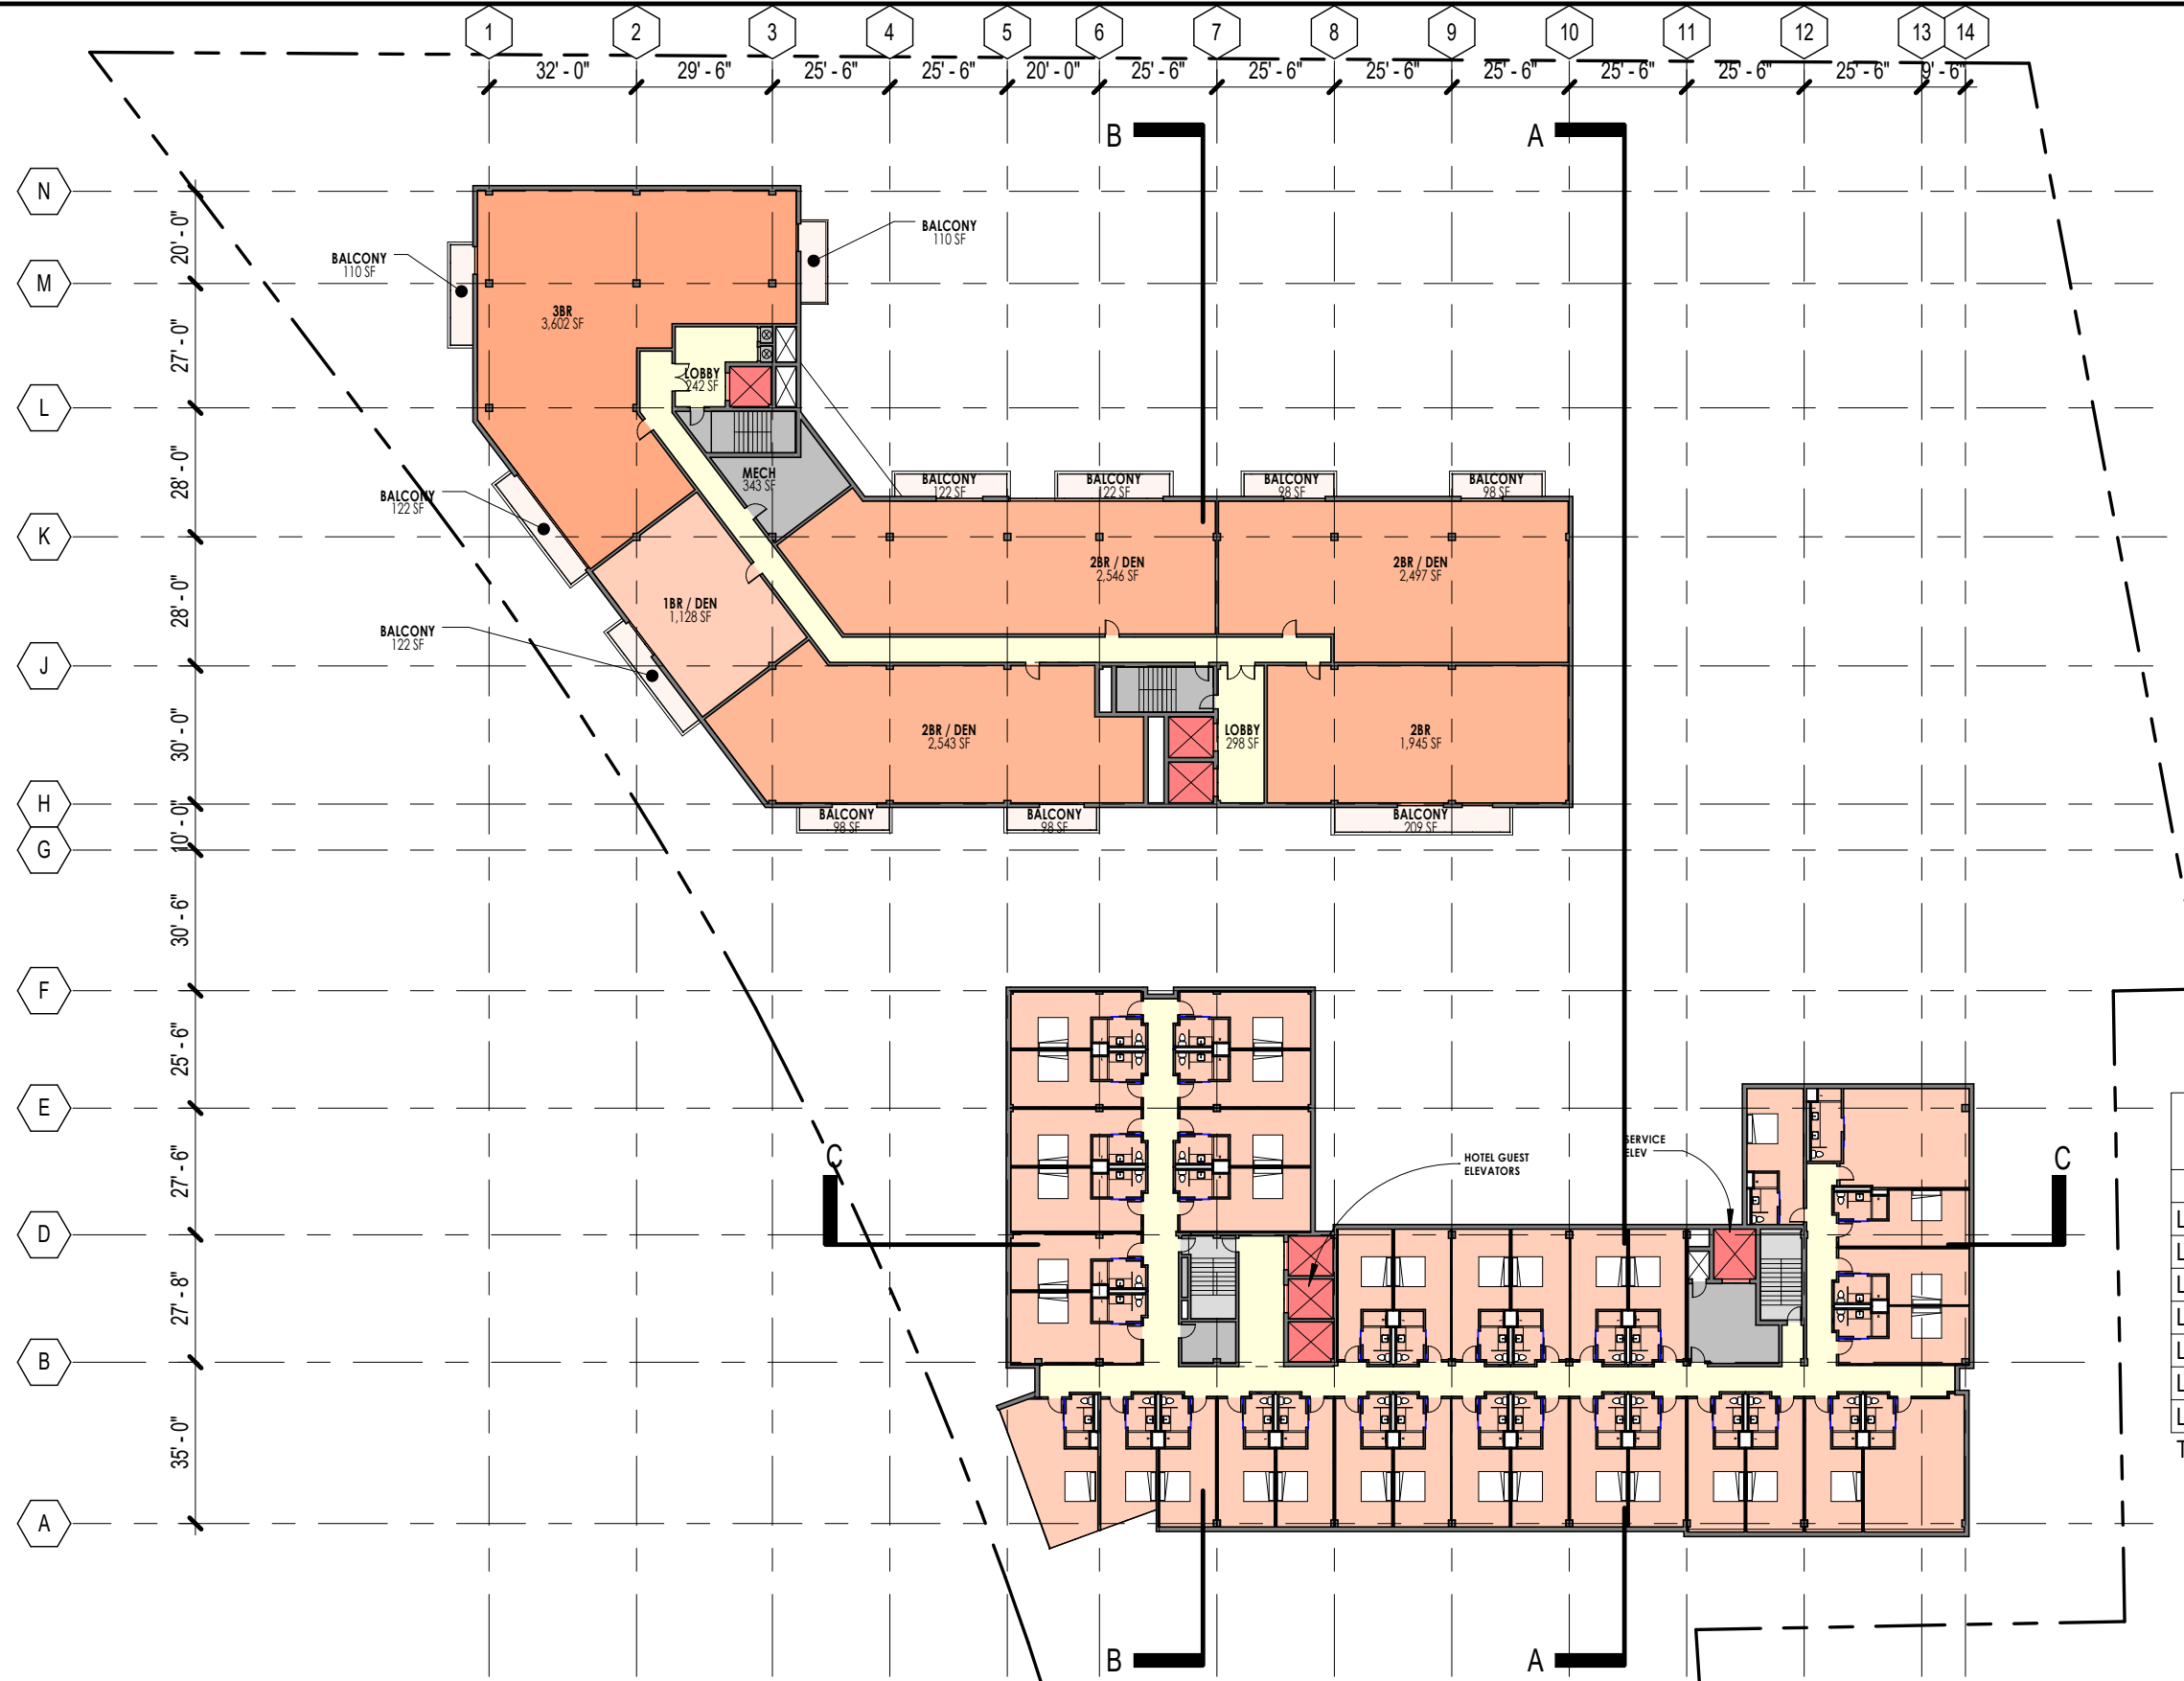 1 2 3 4 5 6 7 8 9 10 11 12 13 14
32' - 0" 29' - 6" 25' - 6" 25' - 6" 20' - 0" 25' - 6" 25' - 6" 25' - 6" 25' - 6" 25' - 6" 25' - 6" 25' - 6" 9' - 6"
B A
N
20' - 0"
BALCONY
110 SF
BALCONY
110 SF
M
3BR
3,602 SF
27' - 0"
LOBBY
242 SF
L
28' - 0"
MECH
343 SF
BALCONY
122 SF
BALCONY
122 SF
BALCONY
98 SF
BALCONY
98 SF
BALCONY
122 SF
K
2BR / DEN
2,546 SF
2BR / DEN
2,497 SF
28' - 0"
1BR / DEN
1,128 SF
BALCONY
122 SF
J
30' - 0"
2BR / DEN
2,543 SF
LOBBY
298 SF
2BR
1,945 SF
H
BALCONY
98 SF
BALCONY
98 SF
BALCONY
209 SF
10' - 0"
G
30' - 6"
F
25' - 6"
E
27' - 6"
C
HOTEL GUEST
ELEVATORS
SERVICE
ELEV
C
D
27' - 8"
B
35' - 0"
A
B A